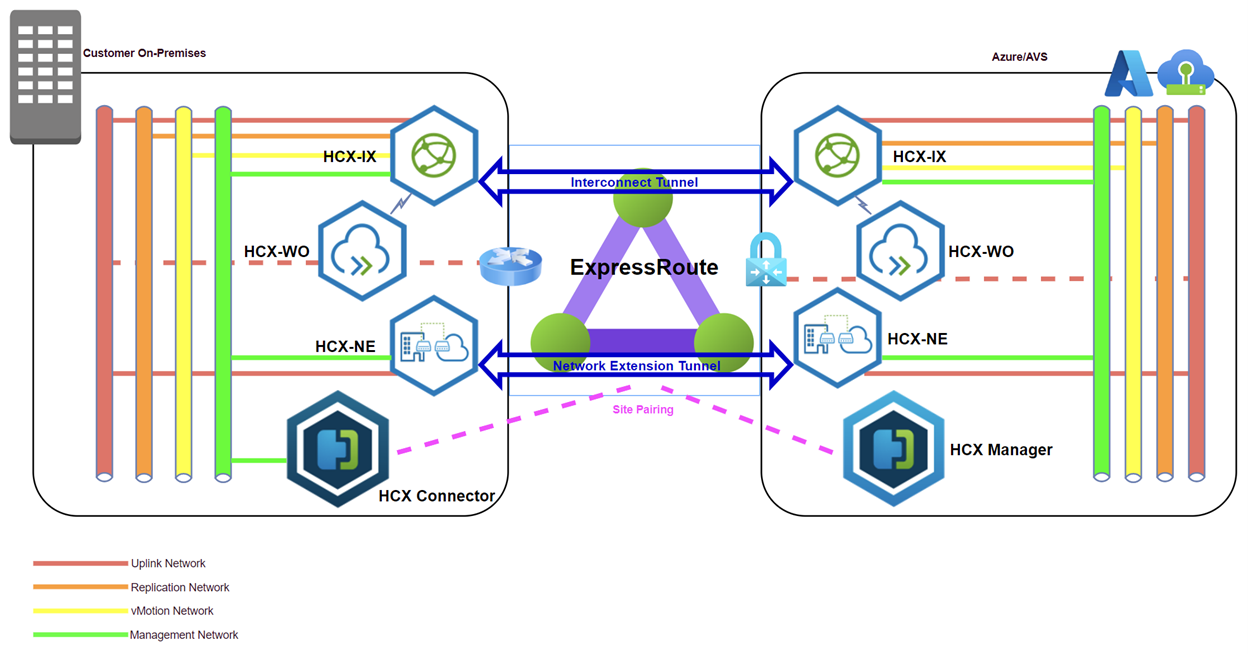 Customer On-Premises
Azure/AVS
HCX-IX
HCX-IX
Interconnect Tunnel
HCX-WO
HCX-WO
ExpressRoute
HCX-NE
HCX-NE
Network Extension Tunnel
Site Pairing
HCX Manager
HCX Connector
Uplink Network
Replication Network
vMotion Network
Management Network